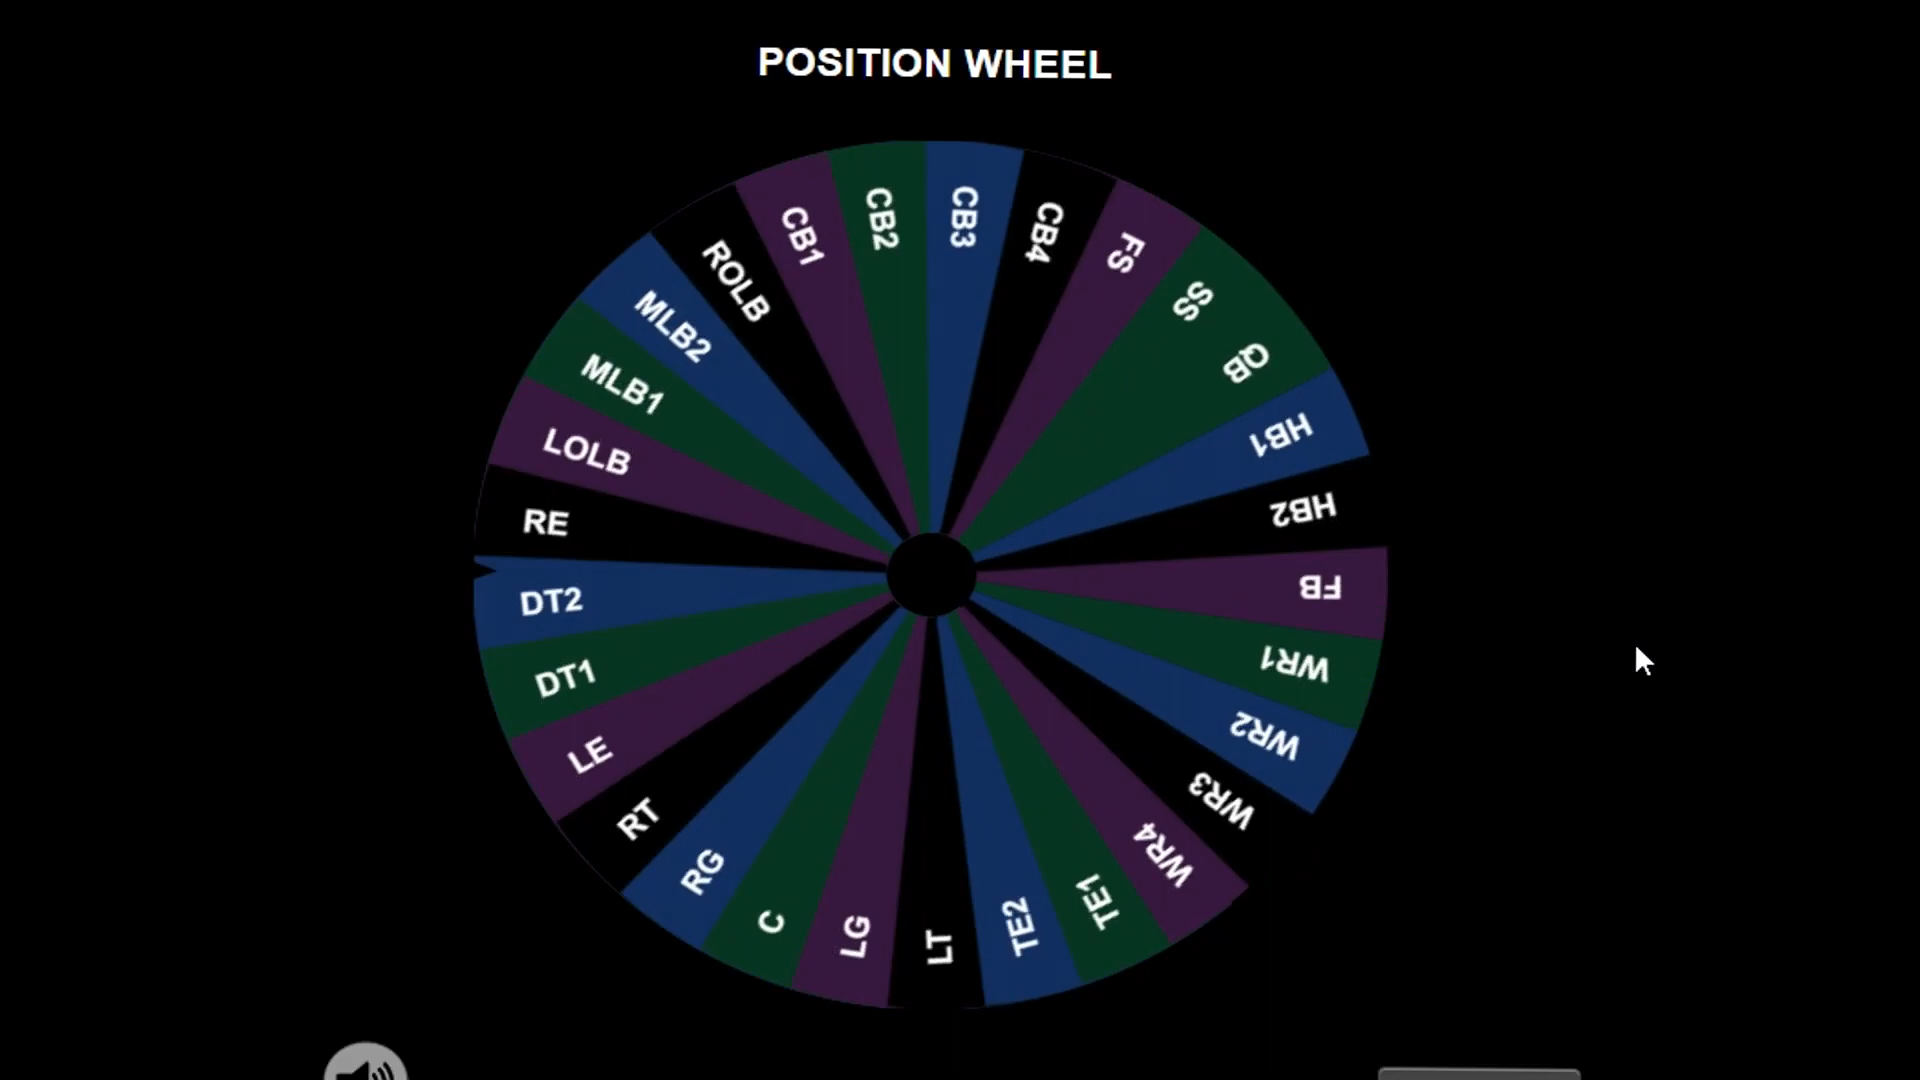 POSITION WHEEL
QB
HB1
HB2
FB
WR1
WR2
WR3
WR4
TE1
TE2
LT
LG
C
RG
RT
LE
DT1
DT2
RE
LOLB
MLB1
MLB2
ROLB
CB1
CB2
CB3
CB4
FS
SS